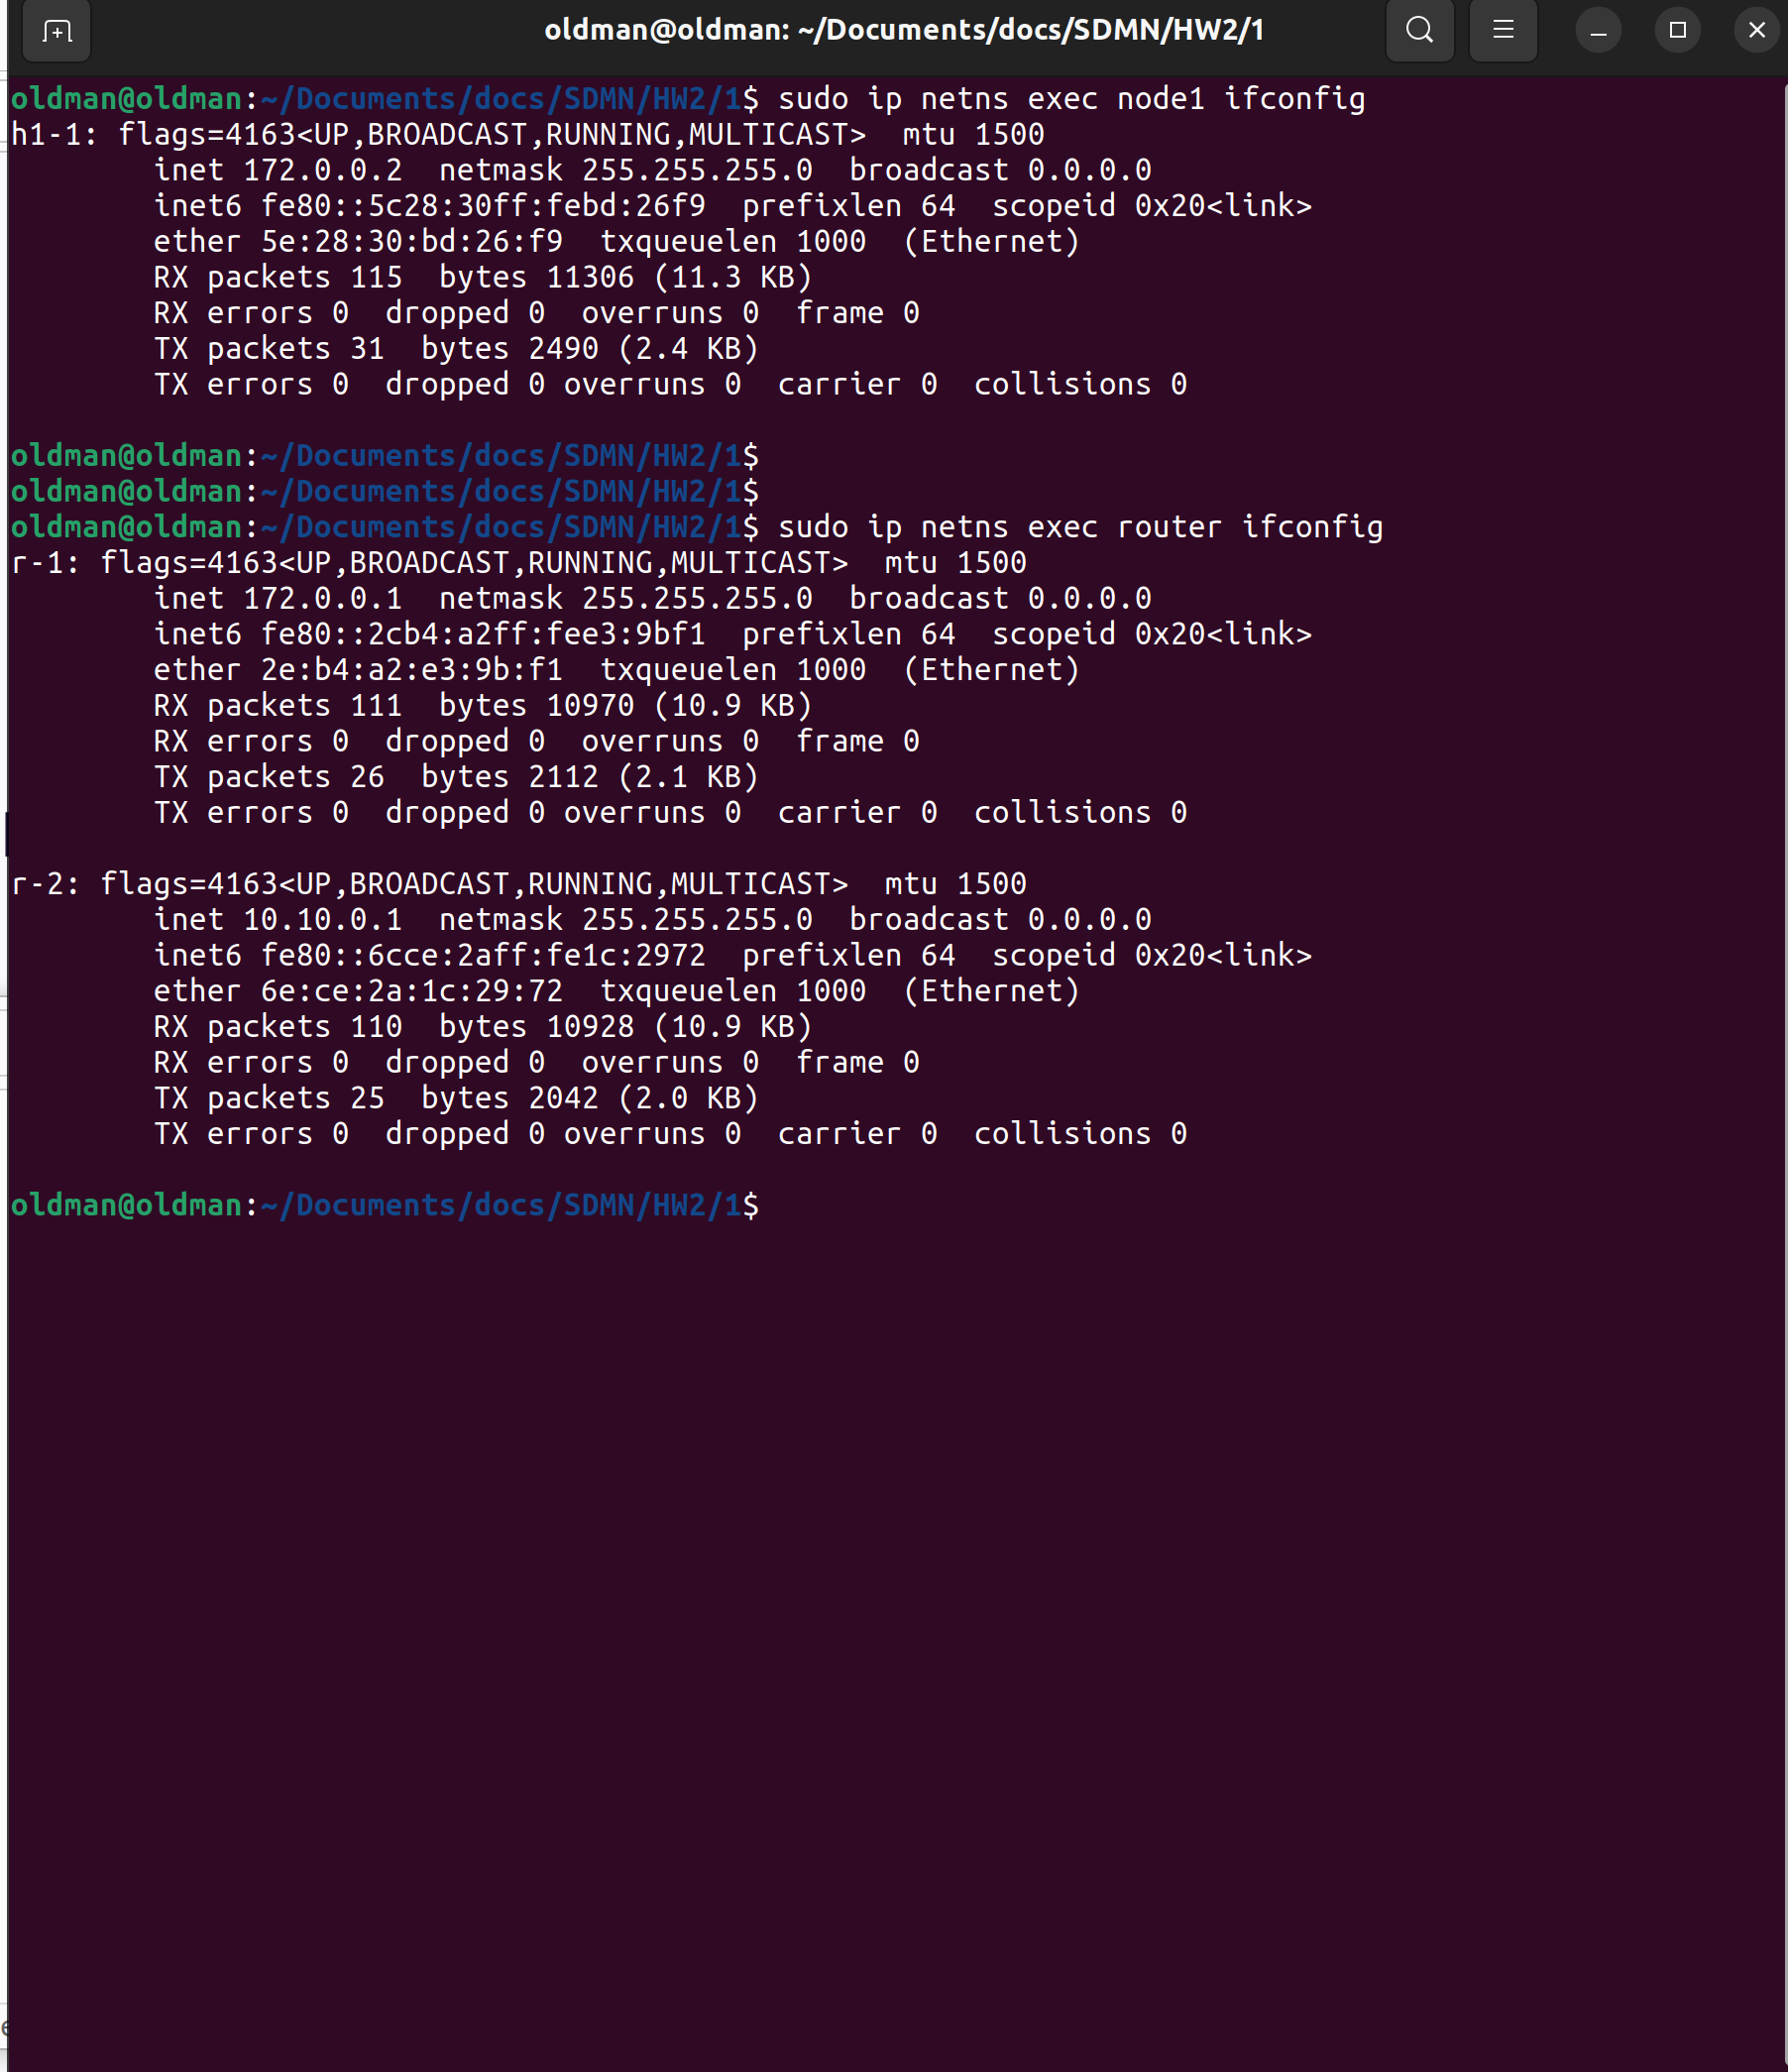 oldman@oldman: ~/Documents/docs/SDMN/HW2/1
oldman@oldman:~/Documents/docs/SDMN/HW2/1$ sudo ip netns exec node1 ifconfig
h1-1: flags=4163<UP,BROADCAST,RUNNING,MULTICAST>  mtu 1500
        inet 172.0.0.2  netmask 255.255.255.0  broadcast 0.0.0.0
        inet6 fe80::5c28:30ff:febd:26f9  prefixlen 64  scopeid 0x20<link>
        ether 5e:28:30:bd:26:f9  txqueuelen 1000  (Ethernet)
        RX packets 115  bytes 11306 (11.3 KB)
        RX errors 0  dropped 0  overruns 0  frame 0
        TX packets 31  bytes 2490 (2.4 KB)
        TX errors 0  dropped 0 overruns 0  carrier 0  collisions 0
oldman@oldman:~/Documents/docs/SDMN/HW2/1$
oldman@oldman:~/Documents/docs/SDMN/HW2/1$
oldman@oldman:~/Documents/docs/SDMN/HW2/1$ sudo ip netns exec router ifconfig
r-1: flags=4163<UP,BROADCAST,RUNNING,MULTICAST>  mtu 1500
        inet 172.0.0.1  netmask 255.255.255.0  broadcast 0.0.0.0
        inet6 fe80::2cb4:a2ff:fee3:9bf1  prefixlen 64  scopeid 0x20<link>
        ether 2e:b4:a2:e3:9b:f1  txqueuelen 1000  (Ethernet)
        RX packets 111  bytes 10970 (10.9 KB)
        RX errors 0  dropped 0  overruns 0  frame 0
        TX packets 26  bytes 2112 (2.1 KB)
        TX errors 0  dropped 0 overruns 0  carrier 0  collisions 0
r-2: flags=4163<UP,BROADCAST,RUNNING,MULTICAST>  mtu 1500
        inet 10.10.0.1  netmask 255.255.255.0  broadcast 0.0.0.0
        inet6 fe80::6cce:2aff:fe1c:2972  prefixlen 64  scopeid 0x20<link>
        ether 6e:ce:2a:1c:29:72  txqueuelen 1000  (Ethernet)
        RX packets 110  bytes 10928 (10.9 KB)
        RX errors 0  dropped 0  overruns 0  frame 0
        TX packets 25  bytes 2042 (2.0 KB)
        TX errors 0  dropped 0 overruns 0  carrier 0  collisions 0
oldman@oldman:~/Documents/docs/SDMN/HW2/1$